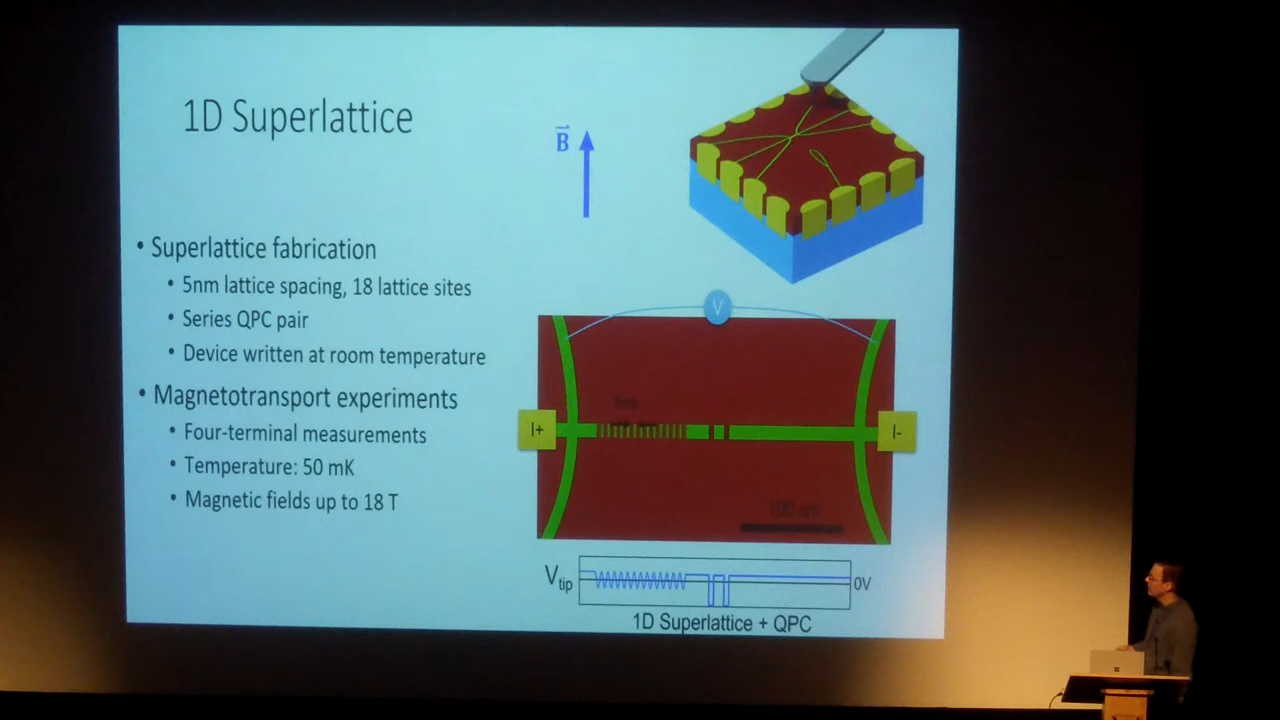 1D Superlattice
• Superlattice fabrication
• 5nm lattice spacing, 18 lattice sites
• Series QPC pair
• Device written at room temperature
• Magnetotransport experiments
• Four-terminal measurements
• Temperature: 50 mK
• Magnetic fields up to 18 T
B
V
I+
I-
Vtip
0V
1D Superlattice + QPC